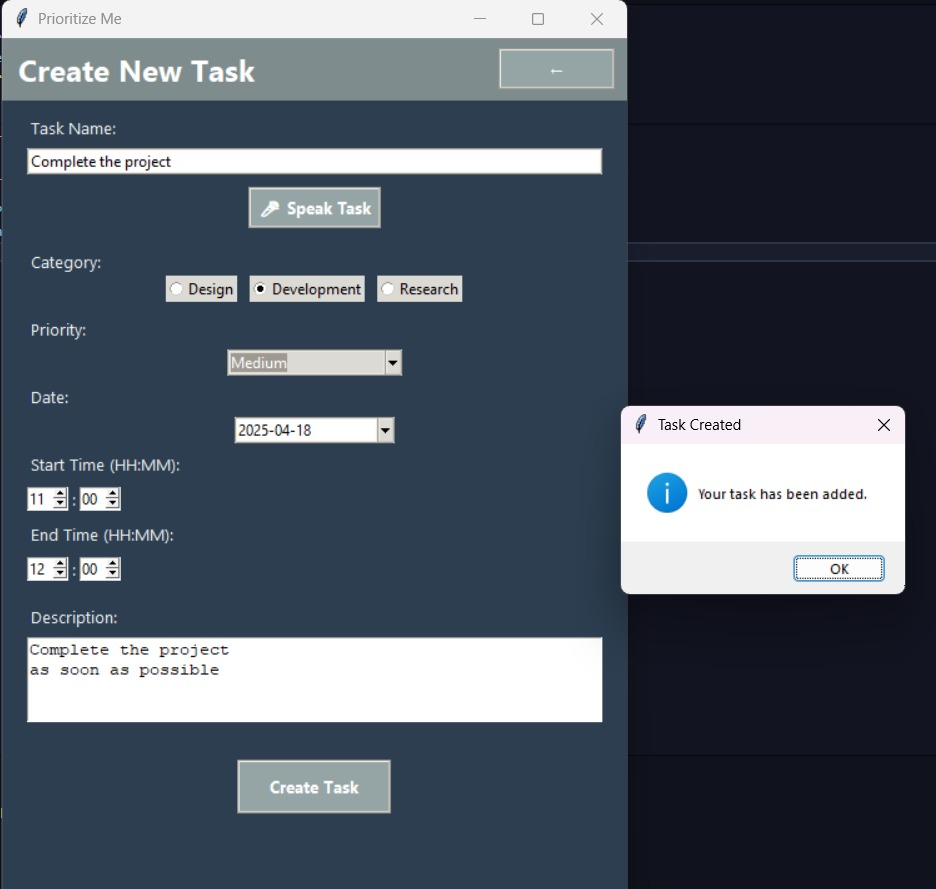 Prioritize Me
Create New Task
←
Task Name:
Complete the project
Speak Task
Category:
Design Development Research
Priority:
Medium
Date:
2025-04-18
Start Time (HH:MM):
11 : 00
End Time (HH:MM):
12 : 00
Description:
Complete the project
as soon as possible
Create Task
Task Created
Your task has been added.
OK